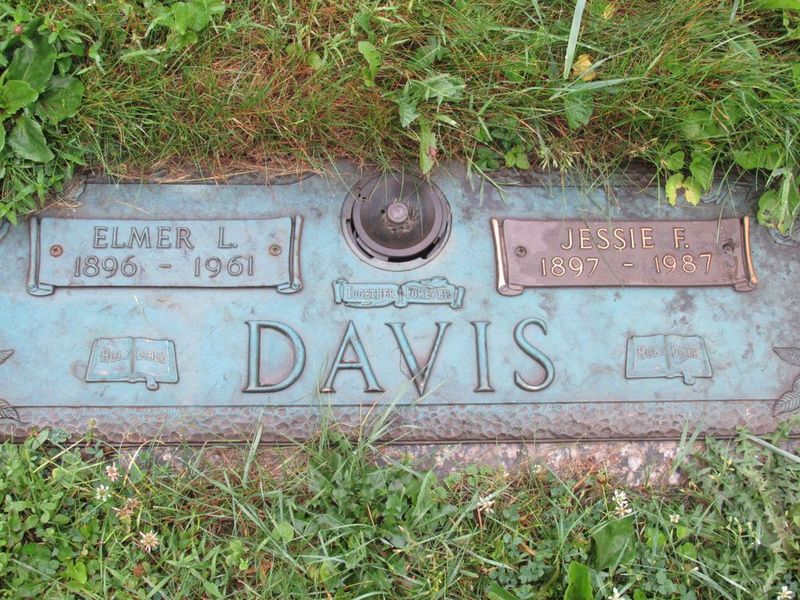 ELMER L.
1896 - 1961
JESSIE F.
1897 - 1987
TOGETHER FOREVER
DAVIS
HOLY BIBLE
HOLY BIBLE